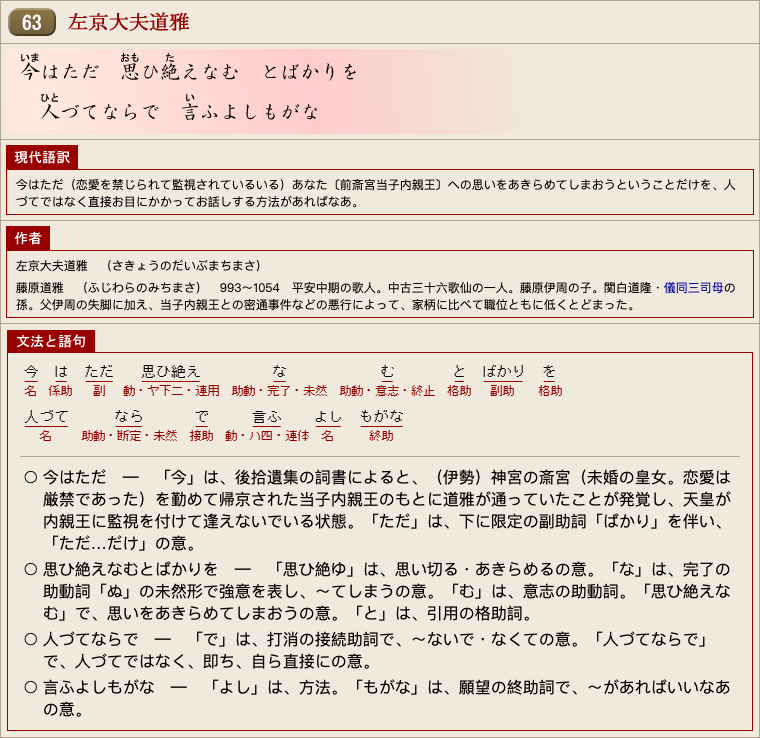 63 左京大夫道雅
いま おも た
今はただ 思ひ絶えなむ とばかりを
ひと い
人づてならで 言ふよしもがな
現代語訳
今はただ（恋愛を禁じられて監視されているいる）あなた〔前斎宮当子内親王〕への思いをあきらめてしまおうということだけを、人
づてではなく直接お目にかかってお話しする方法があればなあ。
作者
左京大夫道雅 （さきょうのだいぶまちまさ）
藤原道雅 （ふじわらのみちまさ） 993〜1054 平安中期の歌人。中古三十六歌仙の一人。藤原伊周の子。関白道隆・儀同三司母の
孫。父伊周の失脚に加え、当子内親王との密通事件などの悪行によって、家柄に比べて職位ともに低くとどまった。
文法と語句
今 は ただ 思ひ絶え な む と ばかり を
名 係助 副 動・ヤ下二・連用 助動・完了・未然 助動・意志・終止 格助 副助 格助
人づて なら で 言ふ よし もがな
名 助動・断定・未然 接助 動・ハ四・連体 名 終助
○ 今はただ ― 「今」は、後拾遺集の詞書によると、（伊勢）神宮の斎宮（未婚の皇女。恋愛は
厳禁であった）を勤めて帰京された当子内親王のもとに道雅が通っていたことが発覚し、天皇が
内親王に監視を付けて逢えないでいる状態。「ただ」は、下に限定の副助詞「ばかり」を伴い、
「ただ…だけ」の意。
○ 思ひ絶えなむとばかりを ― 「思ひ絶ゆ」は、思い切る・あきらめるの意。「な」は、完了の
助動詞「ぬ」の未然形で強意を表し、〜てしまうの意。「む」は、意志の助動詞。「思ひ絶えな
む」で、思いをあきらめてしまおうの意。「と」は、引用の格助詞。
○ 人づてならで ― 「で」は、打消の接続助詞で、〜ないで・なくての意。「人づてならで」
で、人づてではなく、即ち、自ら直接にの意。
○ 言ふよしもがな ― 「よし」は、方法。「もがな」は、願望の終助詞で、〜があればいいなあ
の意。